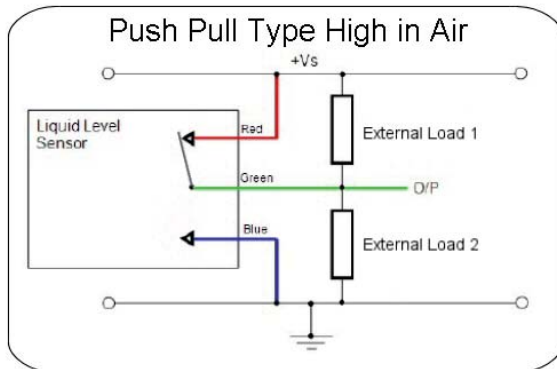 Push Pull Type High in Air
+Vs
Liquid Level
Sensor
Red
External Load 1
Green
O/P
Blue
External Load 2